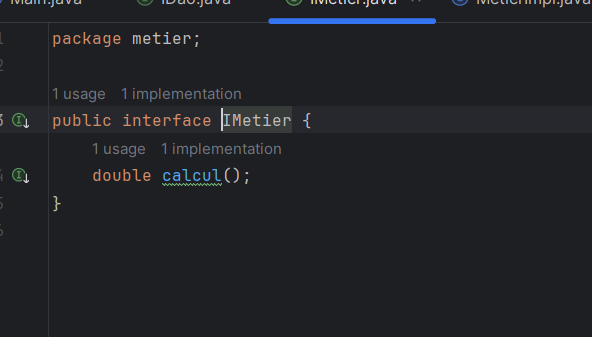 Main.java IDao.java IMetier.java MetierImpl.java
1 package metier;
2
1 usage 1 implementation
3 public interface IMetier {
1 usage 1 implementation
4 double calcul();
5 }
6